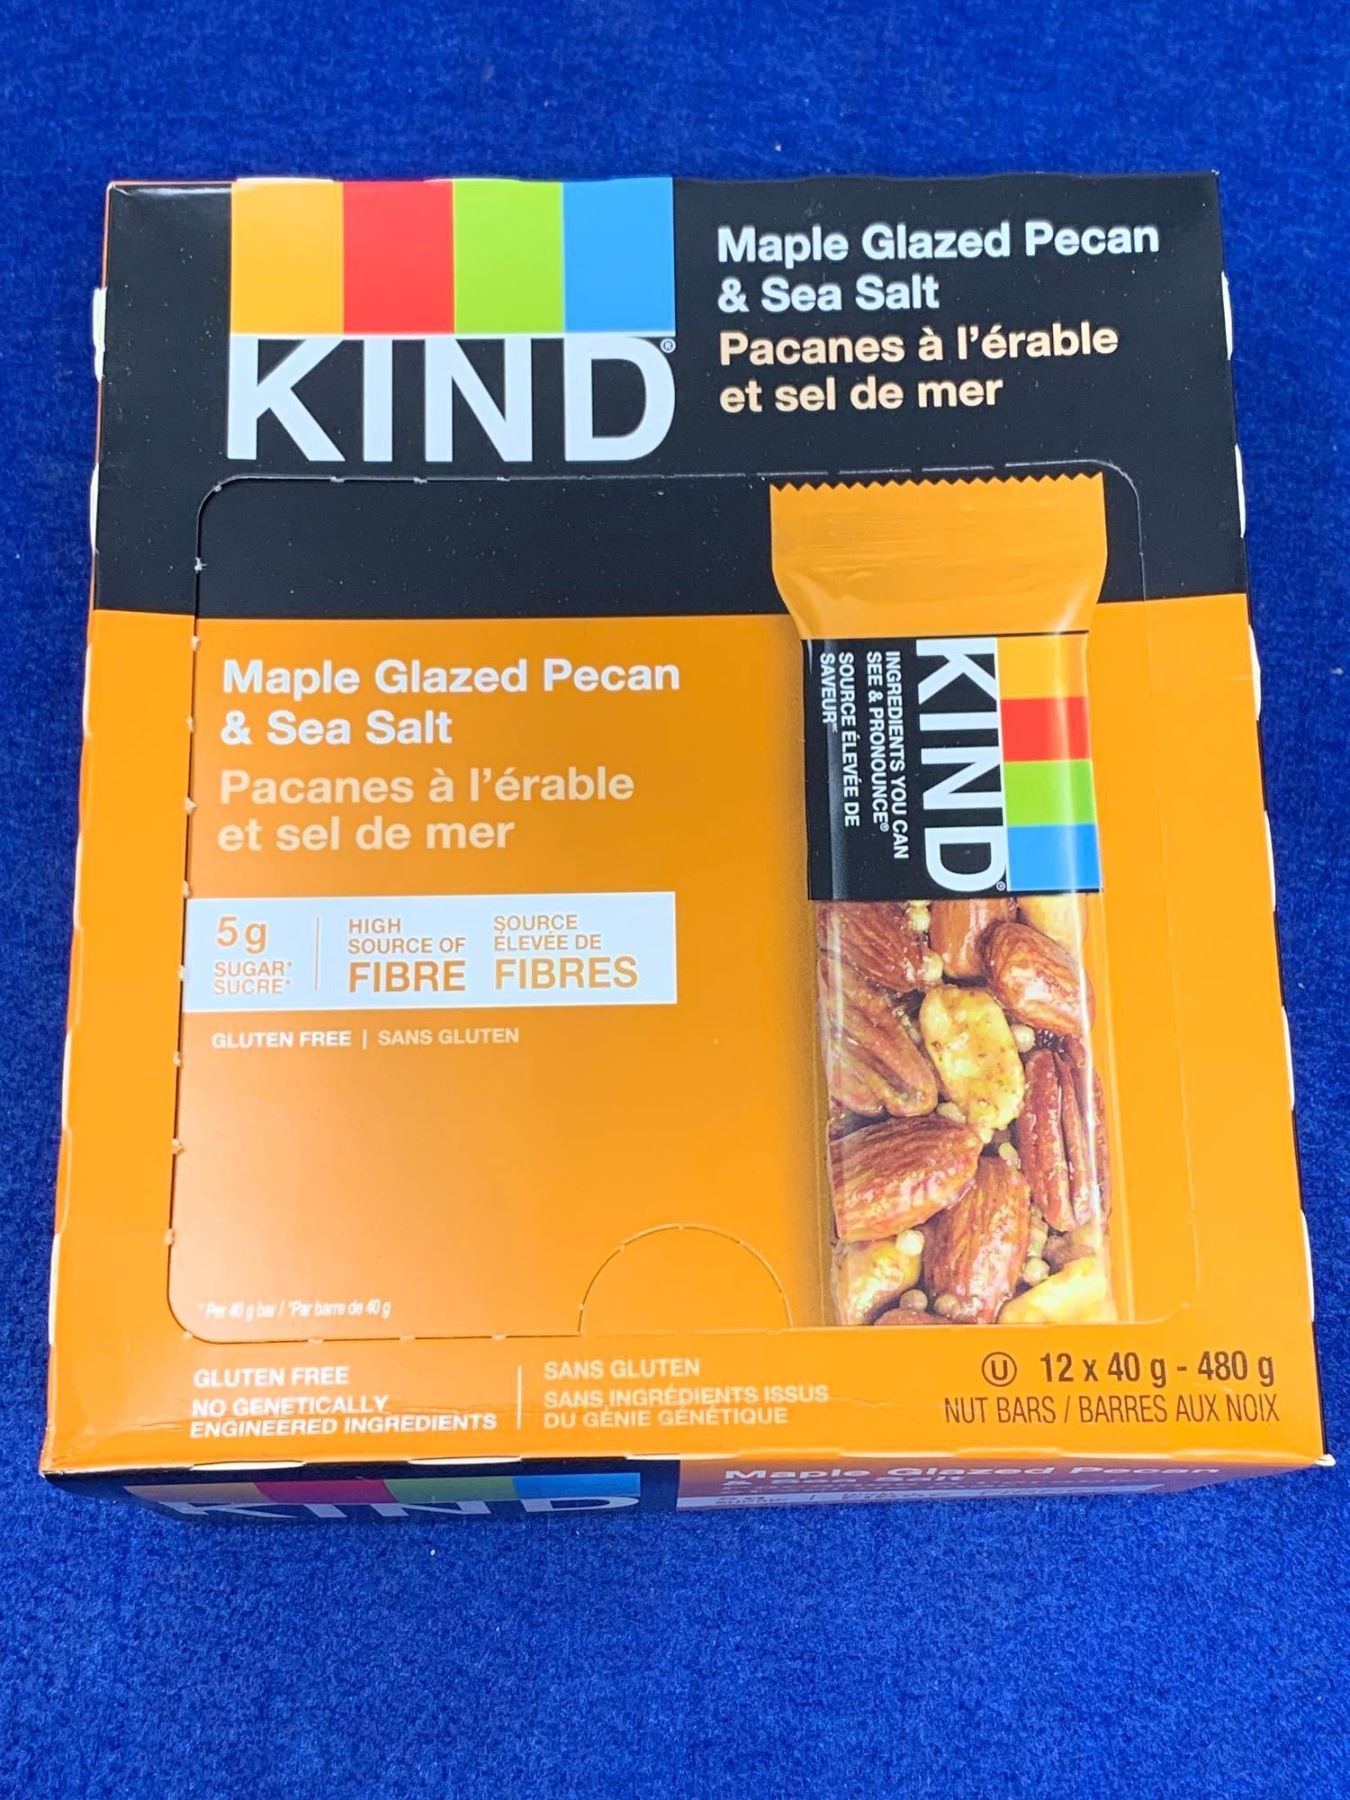 KIND®
Maple Glazed Pecan
& Sea Salt
Pacanes à l'érable
et sel de mer
Maple Glazed Pecan
& Sea Salt
Pacanes à l'érable
et sel de mer
5g
SUGAR*
SUCRE*
HIGH
SOURCE OF
FIBRE
SOURCE
ÉLEVÉE DE
FIBRES
GLUTEN FREE | SANS GLUTEN
*Per 40 g bar / *Par barre de 40 g
KIND®
INGREDIENTS YOU CAN
SEE & PRONOUNCE®
SOURCE ÉLEVÉE DE
SAVEUR
GLUTEN FREE
NO GENETICALLY
ENGINEERED INGREDIENTS
SANS GLUTEN
SANS INGRÉDIENTS ISSUS
DU GÉNIE GÉNÉTIQUE
U 12 x 40 g - 480 g
NUT BARS / BARRES AUX NOIX
KIND
Maple Glazed Pecan